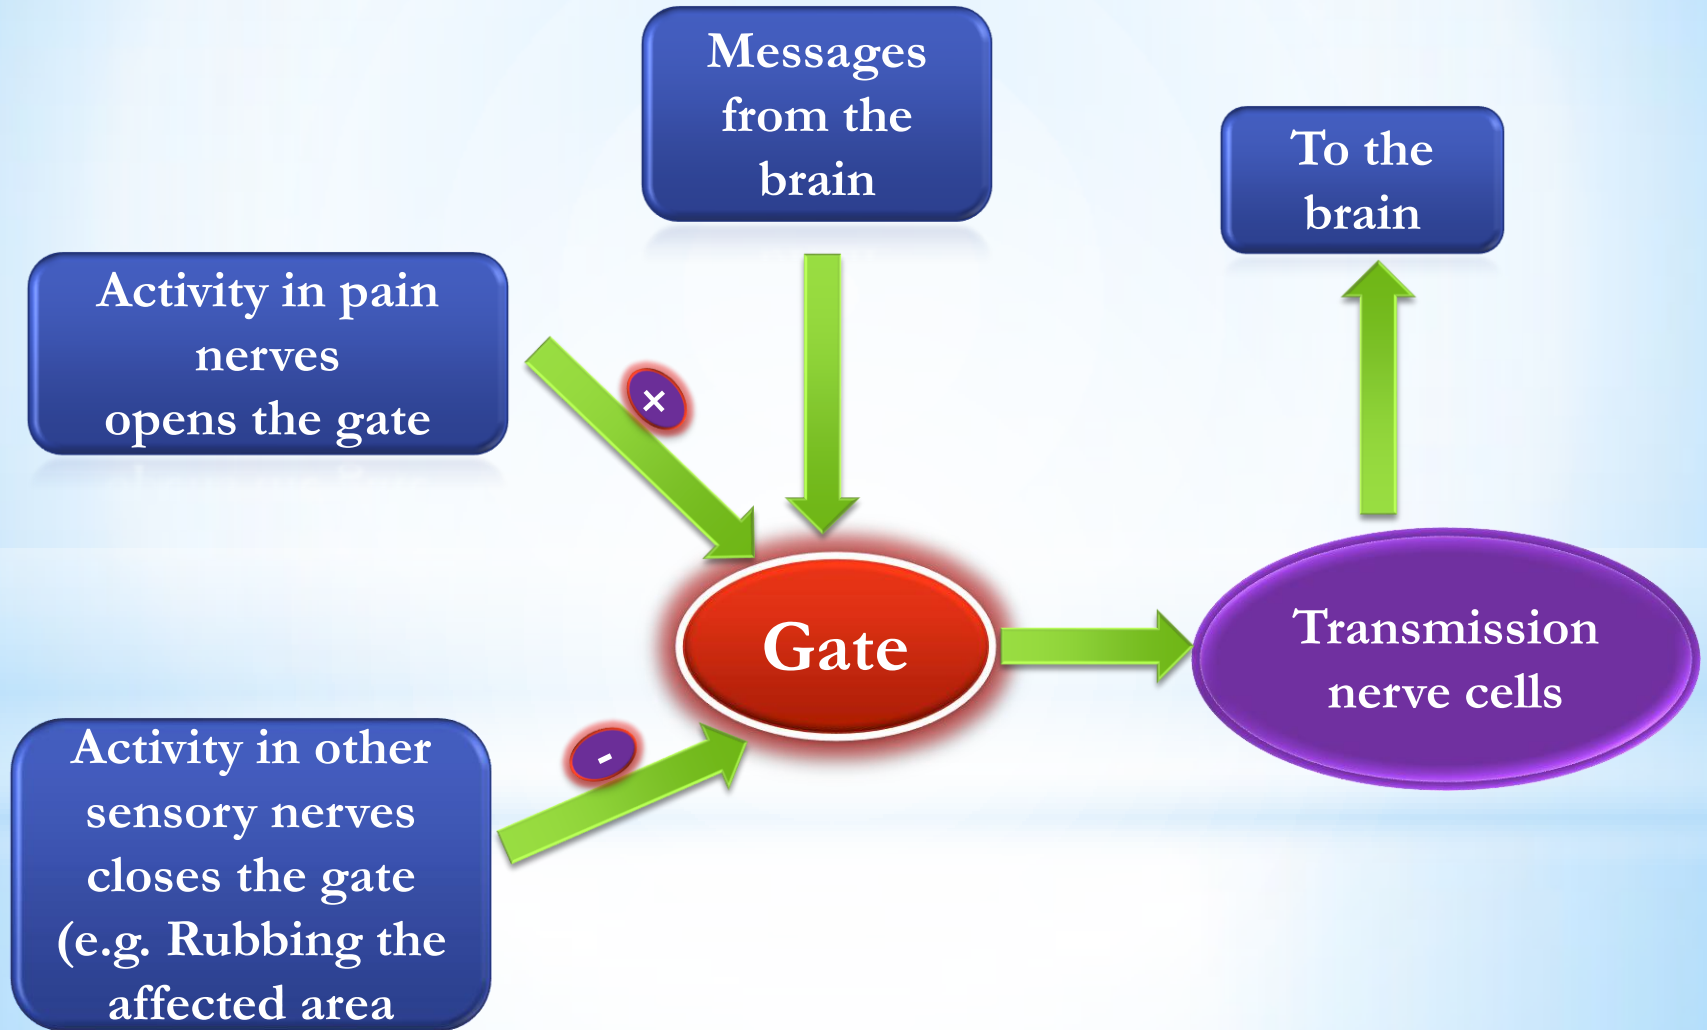 Messages
from the
brain
To the
brain
Activity in pain
nerves
opens the gate
+
Gate
Transmission
nerve cells
-
Activity in other
sensory nerves
closes the gate
(e.g. Rubbing the
affected area